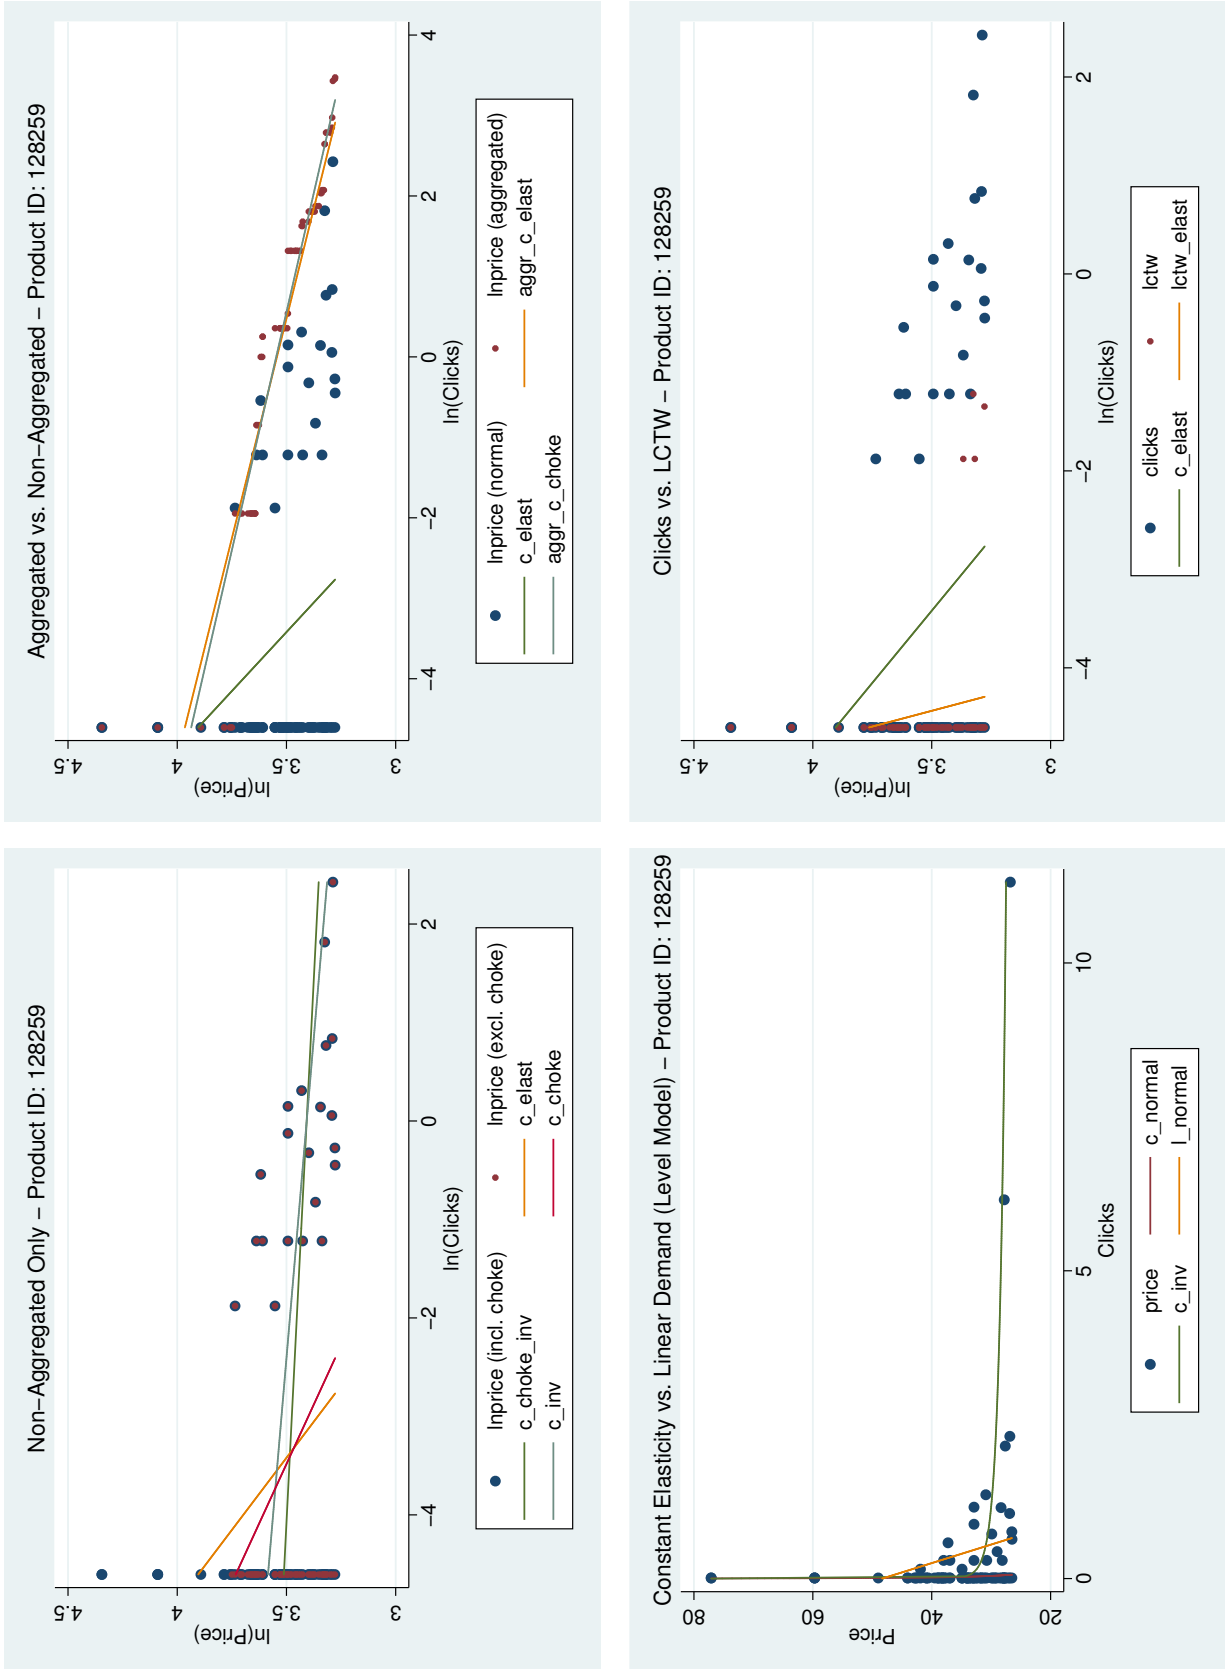 Non−Aggregated Only − Product ID: 128259
4.5
4
3.5
3
ln(Price)
−4
−2
0
2
ln(Clicks)
lnprice (incl. choke)
lnprice (excl. choke)
c_choke_inv
c_elast
c_inv
c_choke
Aggregated vs. Non−Aggregated − Product ID: 128259
4.5
4
3.5
3
ln(Price)
−4
−2
0
2
4
ln(Clicks)
lnprice (normal)
lnprice (aggregated)
c_elast
aggr_c_elast
aggr_c_choke
Constant Elasticity vs. Linear Demand (Level Model) − Product ID: 128259
80
60
40
20
Price
0
5
10
Clicks
price
c_normal
c_inv
l_normal
Clicks vs. LCTW − Product ID: 128259
4.5
4
3.5
3
ln(Price)
−4
−2
0
2
ln(Clicks)
clicks
lctw
c_elast
lctw_elast